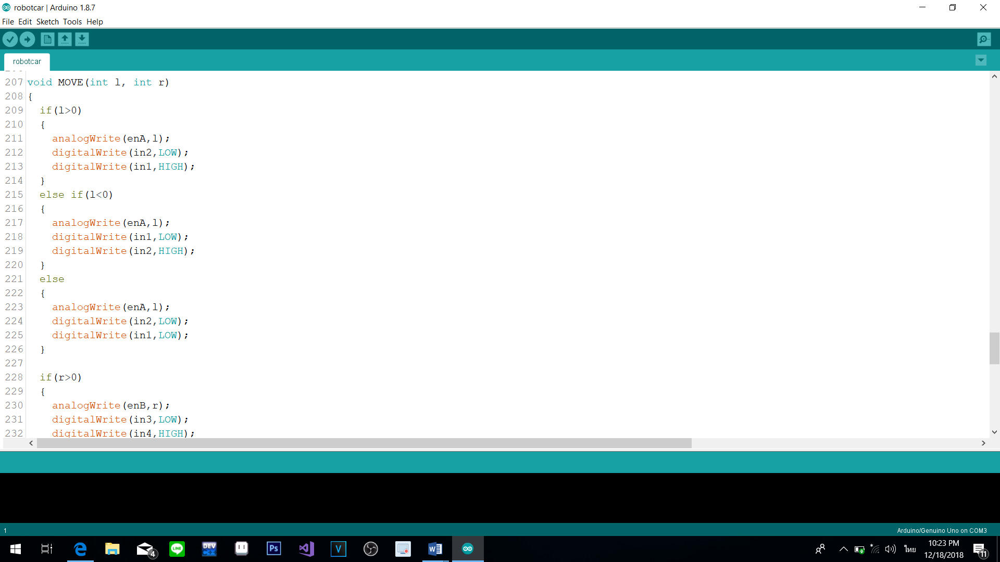 robotcar | Arduino 1.8.7
File Edit Sketch Tools Help
robotcar
207 void MOVE(int l, int r)
208 {
209 if(l>0)
210 {
211 analogWrite(enA,l);
212 digitalWrite(in2,LOW);
213 digitalWrite(in1,HIGH);
214 }
215 else if(l<0)
216 {
217 analogWrite(enA,l);
218 digitalWrite(in1,LOW);
219 digitalWrite(in2,HIGH);
220 }
221 else
222 {
223 analogWrite(enA,l);
224 digitalWrite(in2,LOW);
225 digitalWrite(in1,LOW);
226 }
227
228 if(r>0)
229 {
230 analogWrite(enB,r);
231 digitalWrite(in3,LOW);
232 digitalWrite(in4,HIGH);
1
Arduino/Genuino Uno on COM3
4
LINE
DEV
C++
Ps
V
W
ไทย
10:23 PM
12/18/2018
11